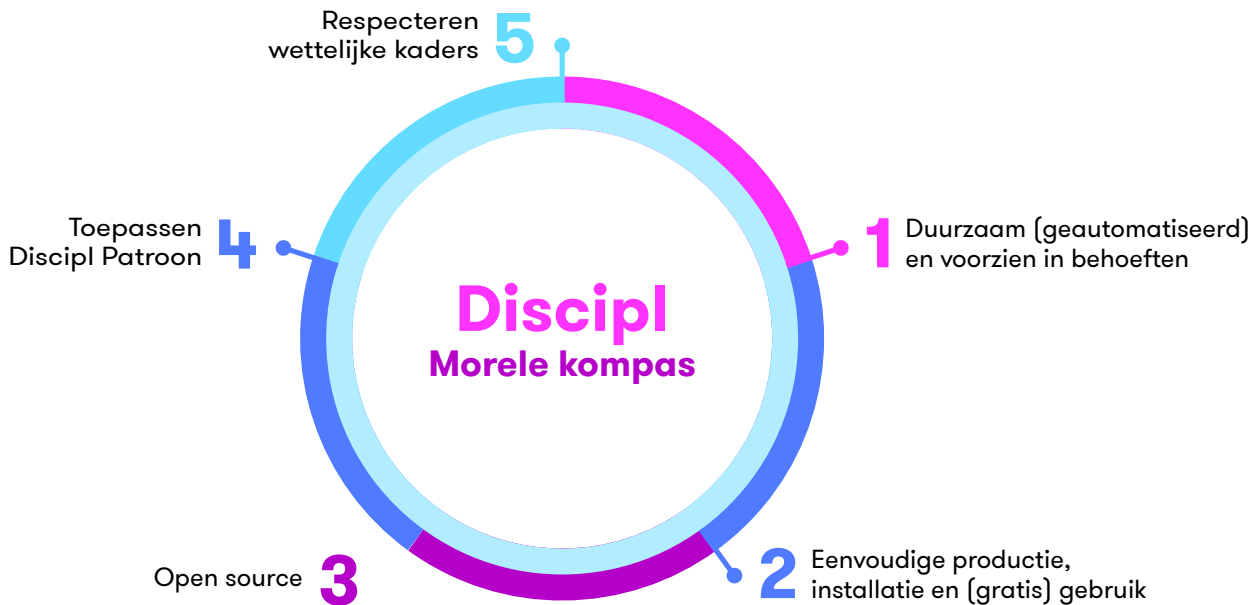 Discipl
Morele kompas
1
Duurzaam (geautomatiseerd)
en voorzien in behoeften
2
Eenvoudige productie,
installatie en (gratis) gebruik
3
Open source
4
Toepassen
Discipl Patroon
5
Respecteren
wettelijke kaders